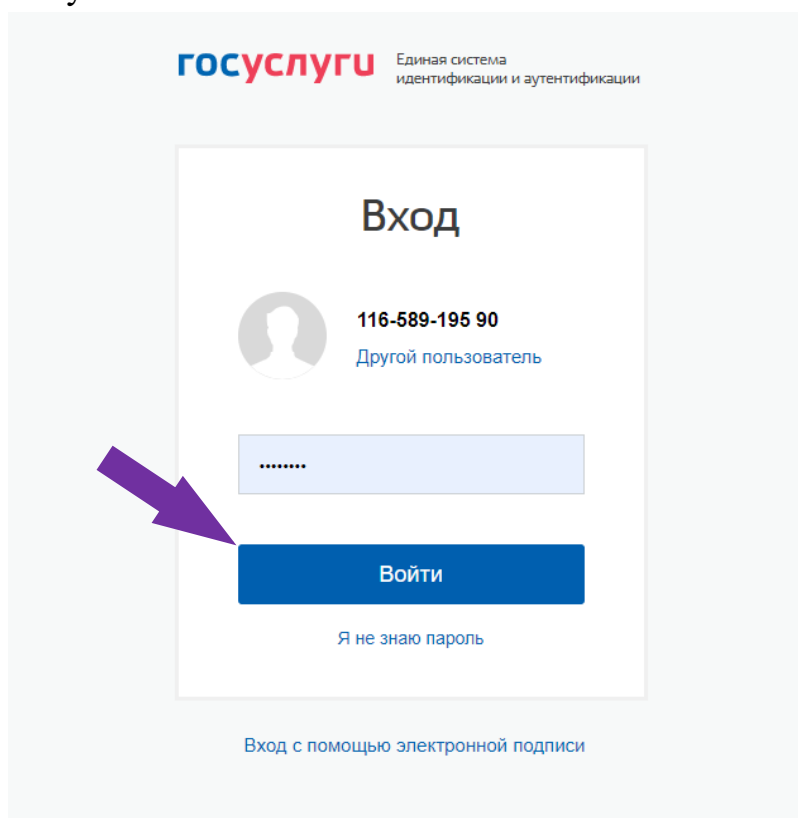 госуслуги
Единая система
идентификации и аутентификации
Вход
116-589-195 90
Другой пользователь
........
Войти
Я не знаю пароль
Вход с помощью электронной подписи